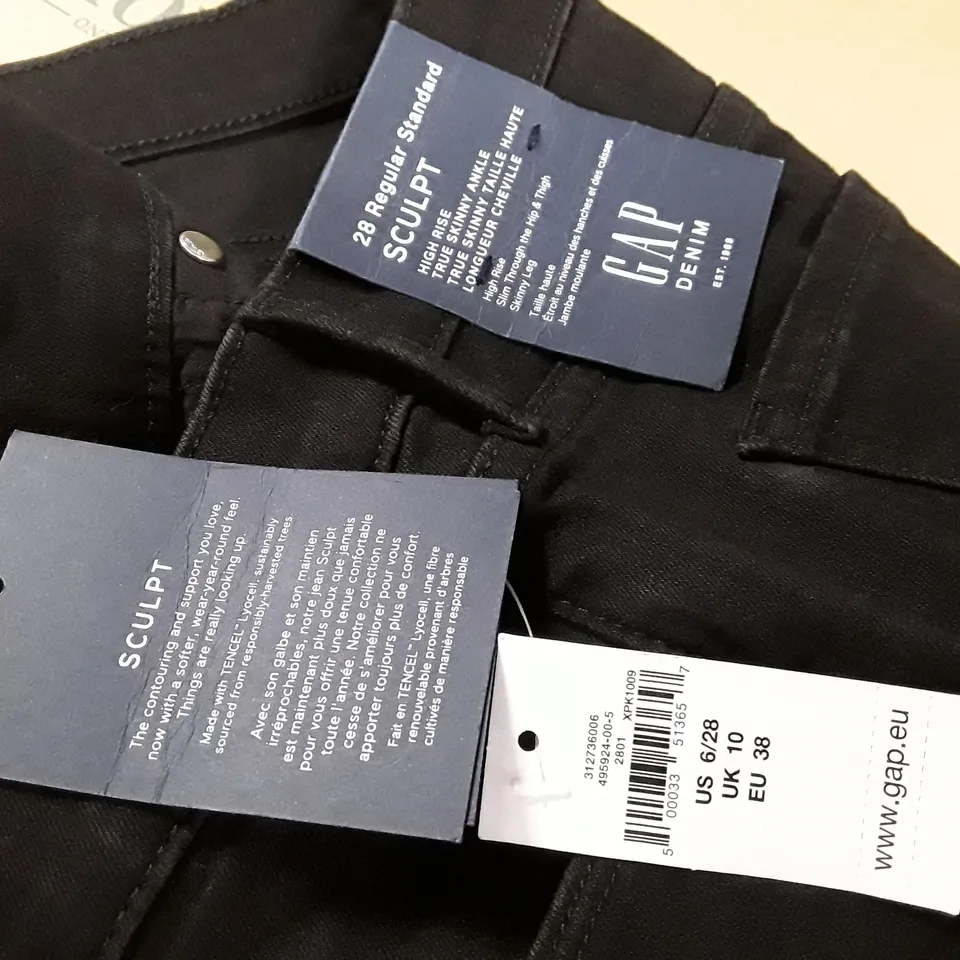 28 Regular Standard
SCULPT
HIGH RISE
TRUE SKINNY ANKLE
TRUE SKINNY TAILLE HAUTE
LONGUEUR CHEVILLE
High Rise
Slim Through the Hip & Thigh
Skinny Leg
Taille haute
Étroit au niveau des hanches et des cuisses
Jambe moulante
GAP
DENIM
EST. 1969
SCULPT
The contouring and support you love,
now with a softer, wear-year-round feel.
Things are really looking up.
Made with TENCEL™ Lyocell, sustainably
sourced from responsibly-harvested trees.
Avec son galbe et son maintien
irréprochables, notre jean Sculpt
est maintenant plus doux que jamais
pour vous offrir une tenue confortable
toute l'année. Notre collection ne
cesse de s'améliorer pour vous
apporter toujours plus de confort.
Fait en TENCEL™ Lyocell, une fibre
renouvelable provenant d'arbres
cultivés de manière responsable
312736006
495924-00-5
2801 XPK1009
5 00033 51365 7
US 6/28
UK 10
EU 38
www.gap.eu